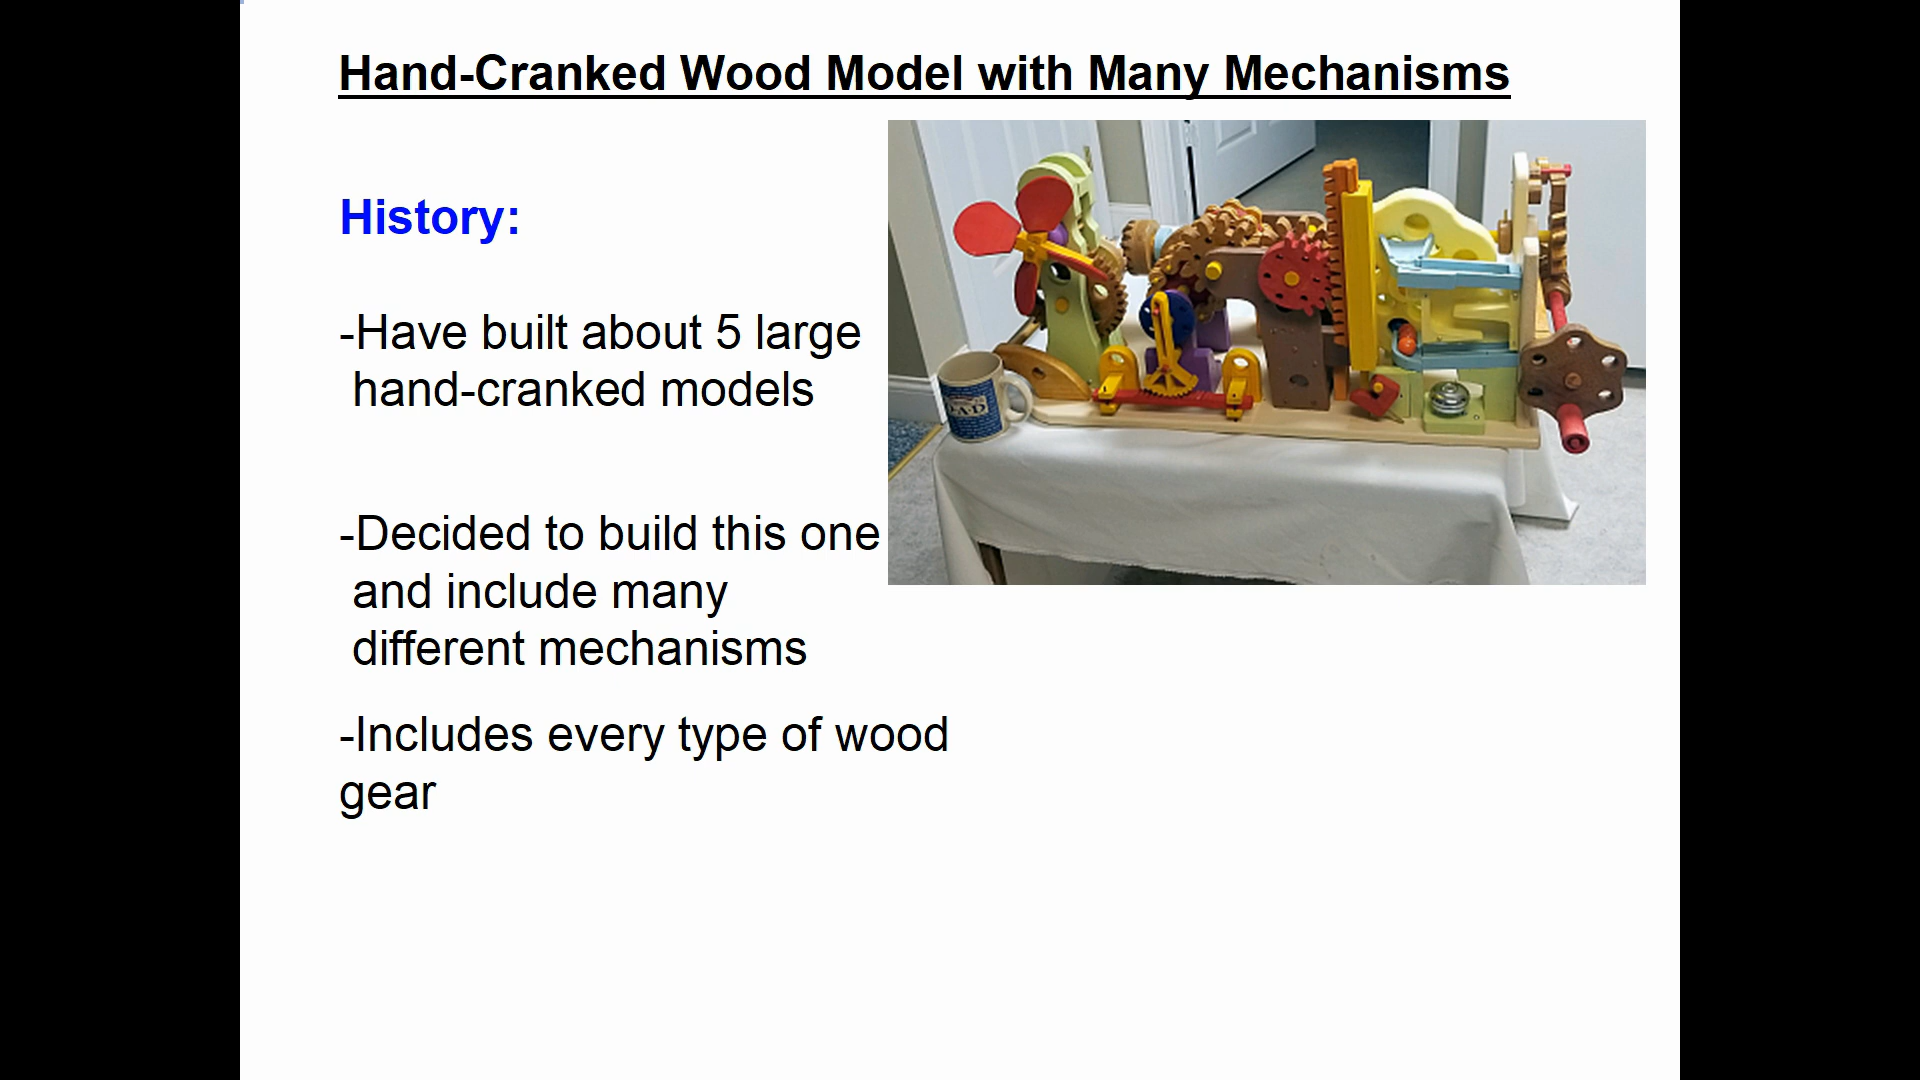 Hand-Cranked Wood Model with Many Mechanisms
History:
-Have built about 5 large
hand-cranked models
-Decided to build this one
and include many
different mechanisms
-Includes every type of wood
gear
DAD